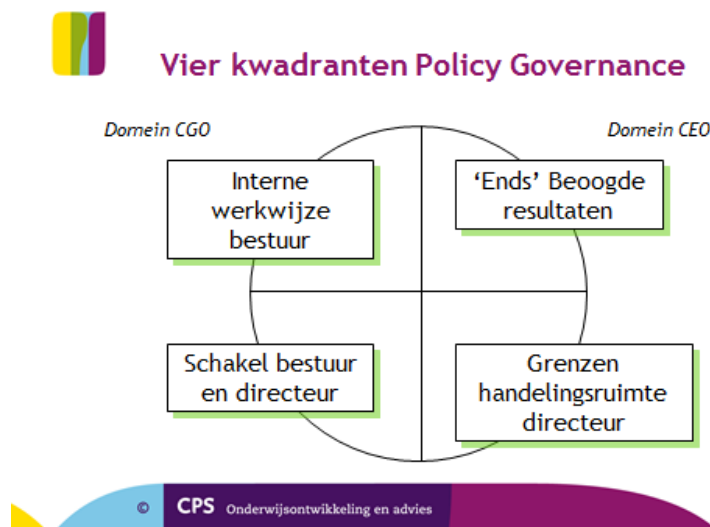 Vier kwadranten Policy Governance
Domein CGO
Domein CEO
Interne
werkwijze
bestuur
‘Ends’ Beoogde
resultaten
Schakel bestuur
en directeur
Grenzen
handelingsruimte
directeur
© CPS Onderwijsontwikkeling en advies